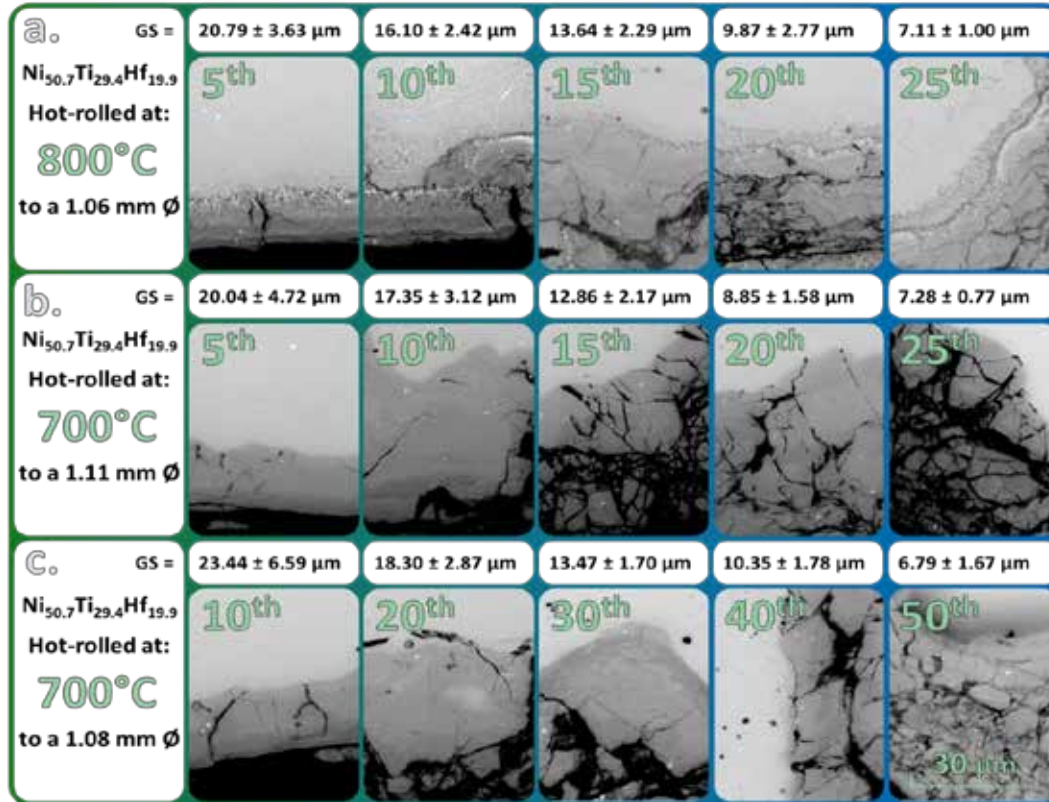 a. GS = 20.79 ± 3.63 µm 16.10 ± 2.42 µm 13.64 ± 2.29 µm 9.87 ± 2.77 µm 7.11 ± 1.00 µm
Ni50.7Ti29.4Hf19.9
Hot-rolled at:
800°C
to a 1.06 mm Ø
5th 10th 15th 20th 25th
b. GS = 20.04 ± 4.72 µm 17.35 ± 3.12 µm 12.86 ± 2.17 µm 8.85 ± 1.58 µm 7.28 ± 0.77 µm
Ni50.7Ti29.4Hf19.9
Hot-rolled at:
700°C
to a 1.11 mm Ø
5th 10th 15th 20th 25th
c. GS = 23.44 ± 6.59 µm 18.30 ± 2.87 µm 13.47 ± 1.70 µm 10.35 ± 1.78 µm 6.79 ± 1.67 µm
Ni50.7Ti29.4Hf19.9
Hot-rolled at:
700°C
to a 1.08 mm Ø
10th 20th 30th 40th 50th
30 µm